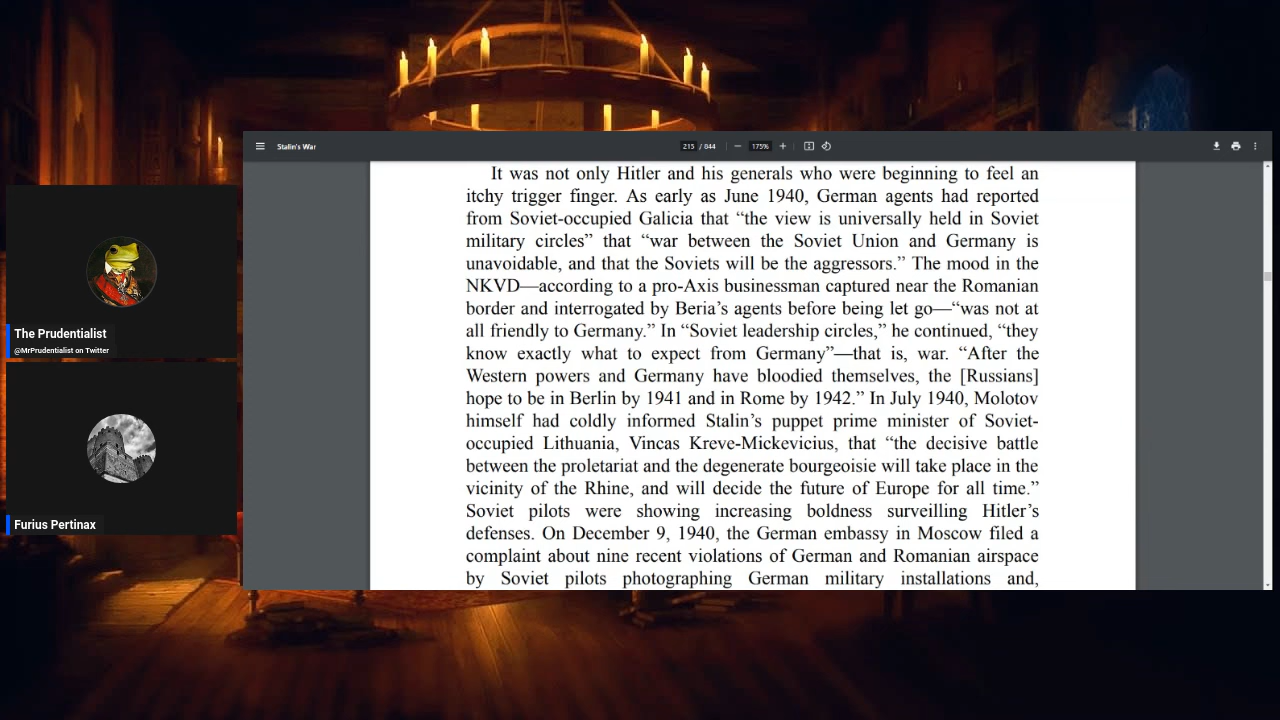 Stalin's War
215 / 844
175%
It was not only Hitler and his generals who were beginning to feel an
itchy trigger finger. As early as June 1940, German agents had reported
from Soviet-occupied Galicia that “the view is universally held in Soviet
military circles” that “war between the Soviet Union and Germany is
unavoidable, and that the Soviets will be the aggressors.” The mood in the
NKVD—according to a pro-Axis businessman captured near the Romanian
border and interrogated by Beria’s agents before being let go—“was not at
all friendly to Germany.” In “Soviet leadership circles,” he continued, “they
know exactly what to expect from Germany”—that is, war. “After the
Western powers and Germany have bloodied themselves, the [Russians]
hope to be in Berlin by 1941 and in Rome by 1942.” In July 1940, Molotov
himself had coldly informed Stalin’s puppet prime minister of Soviet-
occupied Lithuania, Vincas Kreve-Mickevicius, that “the decisive battle
between the proletariat and the degenerate bourgeoisie will take place in the
vicinity of the Rhine, and will decide the future of Europe for all time.”
Soviet pilots were showing increasing boldness surveilling Hitler’s
defenses. On December 9, 1940, the German embassy in Moscow filed a
complaint about nine recent violations of German and Romanian airspace
by Soviet pilots photographing German military installations and,
The Prudentialist
@MrPrudentialist on Twitter
Furius Pertinax